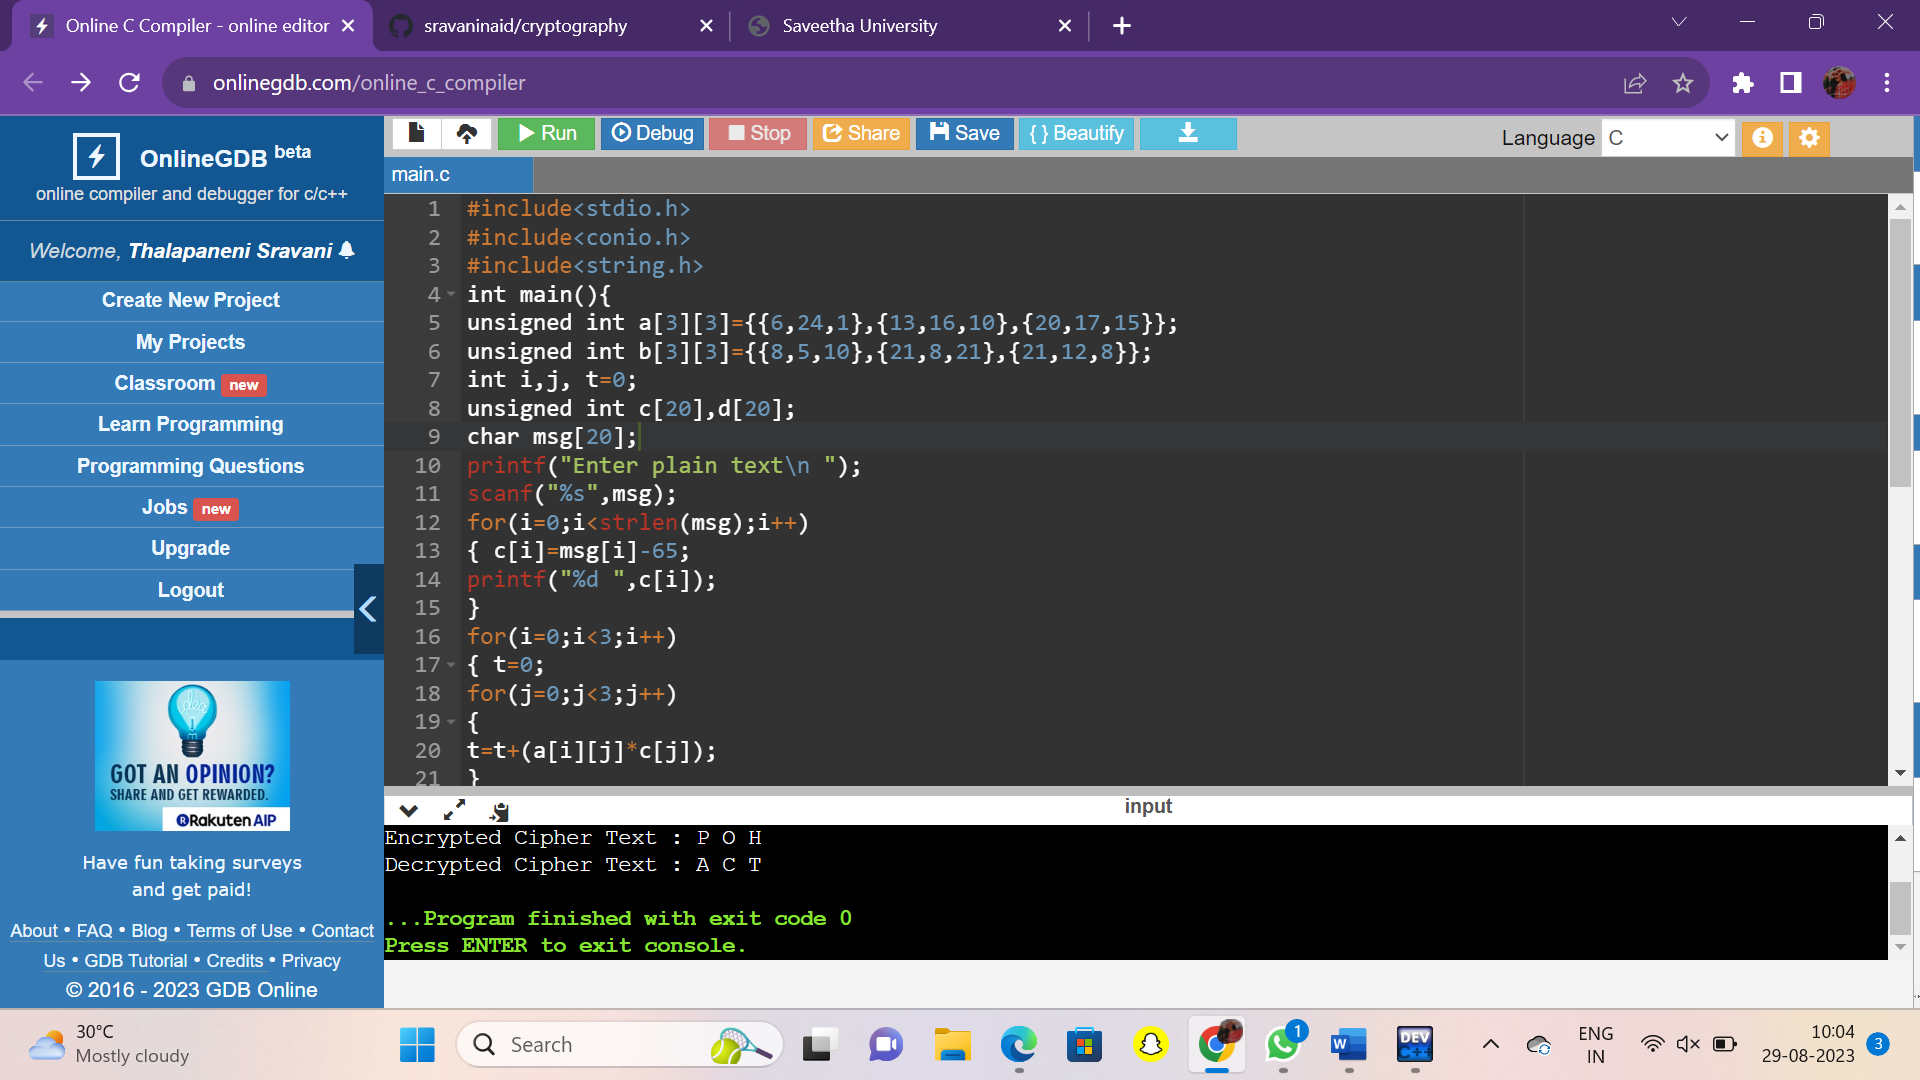 Online C Compiler - online editor
sravaninaid/cryptography
Saveetha University
onlinegdb.com/online_c_compiler
OnlineGDB beta
online compiler and debugger for c/c++
Welcome, Thalapaneni Sravani
Create New Project
My Projects
Classroom new
Learn Programming
Programming Questions
Jobs new
Upgrade
Logout
idea
GOT AN OPINION?
SHARE AND GET REWARDED.
Rakuten AIP
Have fun taking surveys
and get paid!
About • FAQ • Blog • Terms of Use • Contact
Us • GDB Tutorial • Credits • Privacy
© 2016 - 2023 GDB Online
Run Debug Stop Share Save { } Beautify
Language C
main.c
1 #include<stdio.h>
2 #include<conio.h>
3 #include<string.h>
4 int main(){
5 unsigned int a[3][3]={{6,24,1},{13,16,10},{20,17,15}};
6 unsigned int b[3][3]={{8,5,10},{21,8,21},{21,12,8}};
7 int i,j, t=0;
8 unsigned int c[20],d[20];
9 char msg[20];
10 printf("Enter plain text\n ");
11 scanf("%s",msg);
12 for(i=0;i<strlen(msg);i++)
13 { c[i]=msg[i]-65;
14 printf("%d ",c[i]);
15 }
16 for(i=0;i<3;i++)
17 { t=0;
18 for(j=0;j<3;j++)
19 {
20 t=t+(a[i][j]*c[j]);
21 }
input
Encrypted Cipher Text : P O H
Decrypted Cipher Text : A C T
...Program finished with exit code 0
Press ENTER to exit console.
30°C
Mostly cloudy
Search
1
W
DEV
C++
ENG
IN
10:04
29-08-2023
3